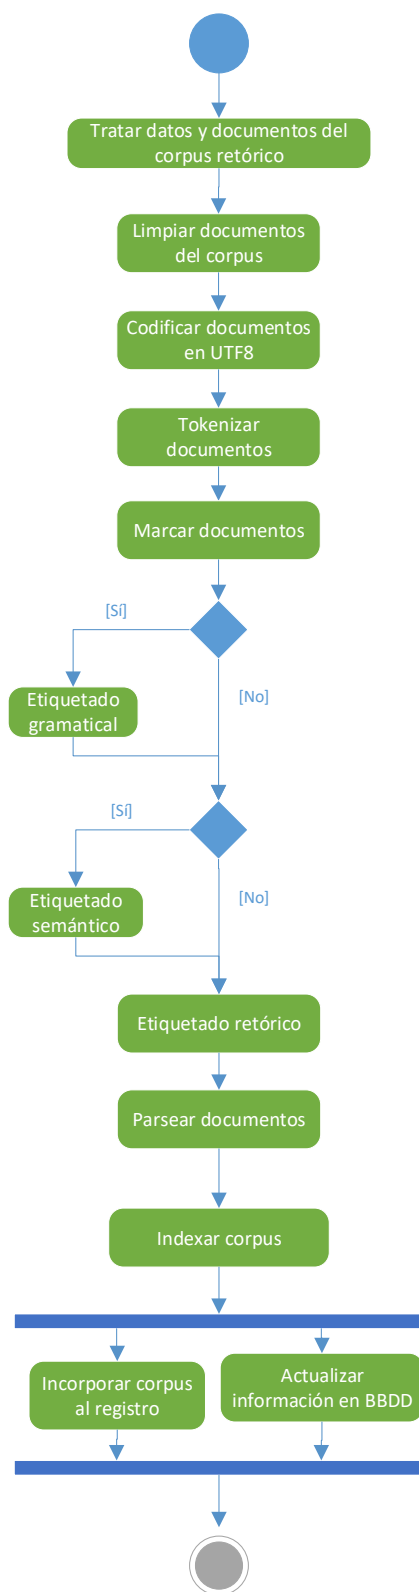 Tratar datos y documentos del
corpus retórico
Limpiar documentos
del corpus
Codificar documentos
en UTF8
Tokenizar
documentos
Marcar documentos
[Sí]
[No]
Etiquetado
gramatical
[Sí]
[No]
Etiquetado
semántico
Etiquetado retórico
Parsear documentos
Indexar corpus
Incorporar corpus
al registro
Actualizar
información en BBDD